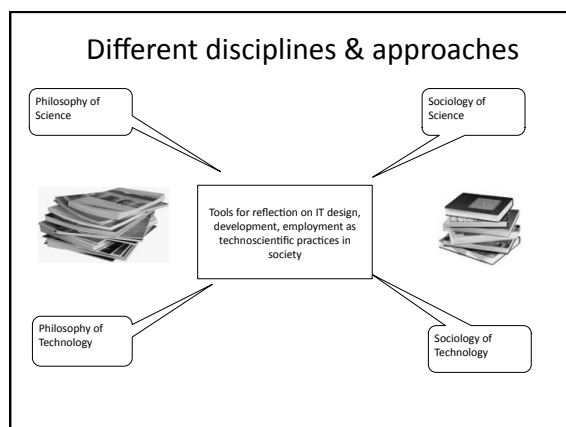 Different disciplines & approaches
Philosophy of
Science
Sociology of
Science
Tools for reflection on IT design,
development, employment as
technoscientific practices in
society
Philosophy of
Technology
Sociology of
Technology